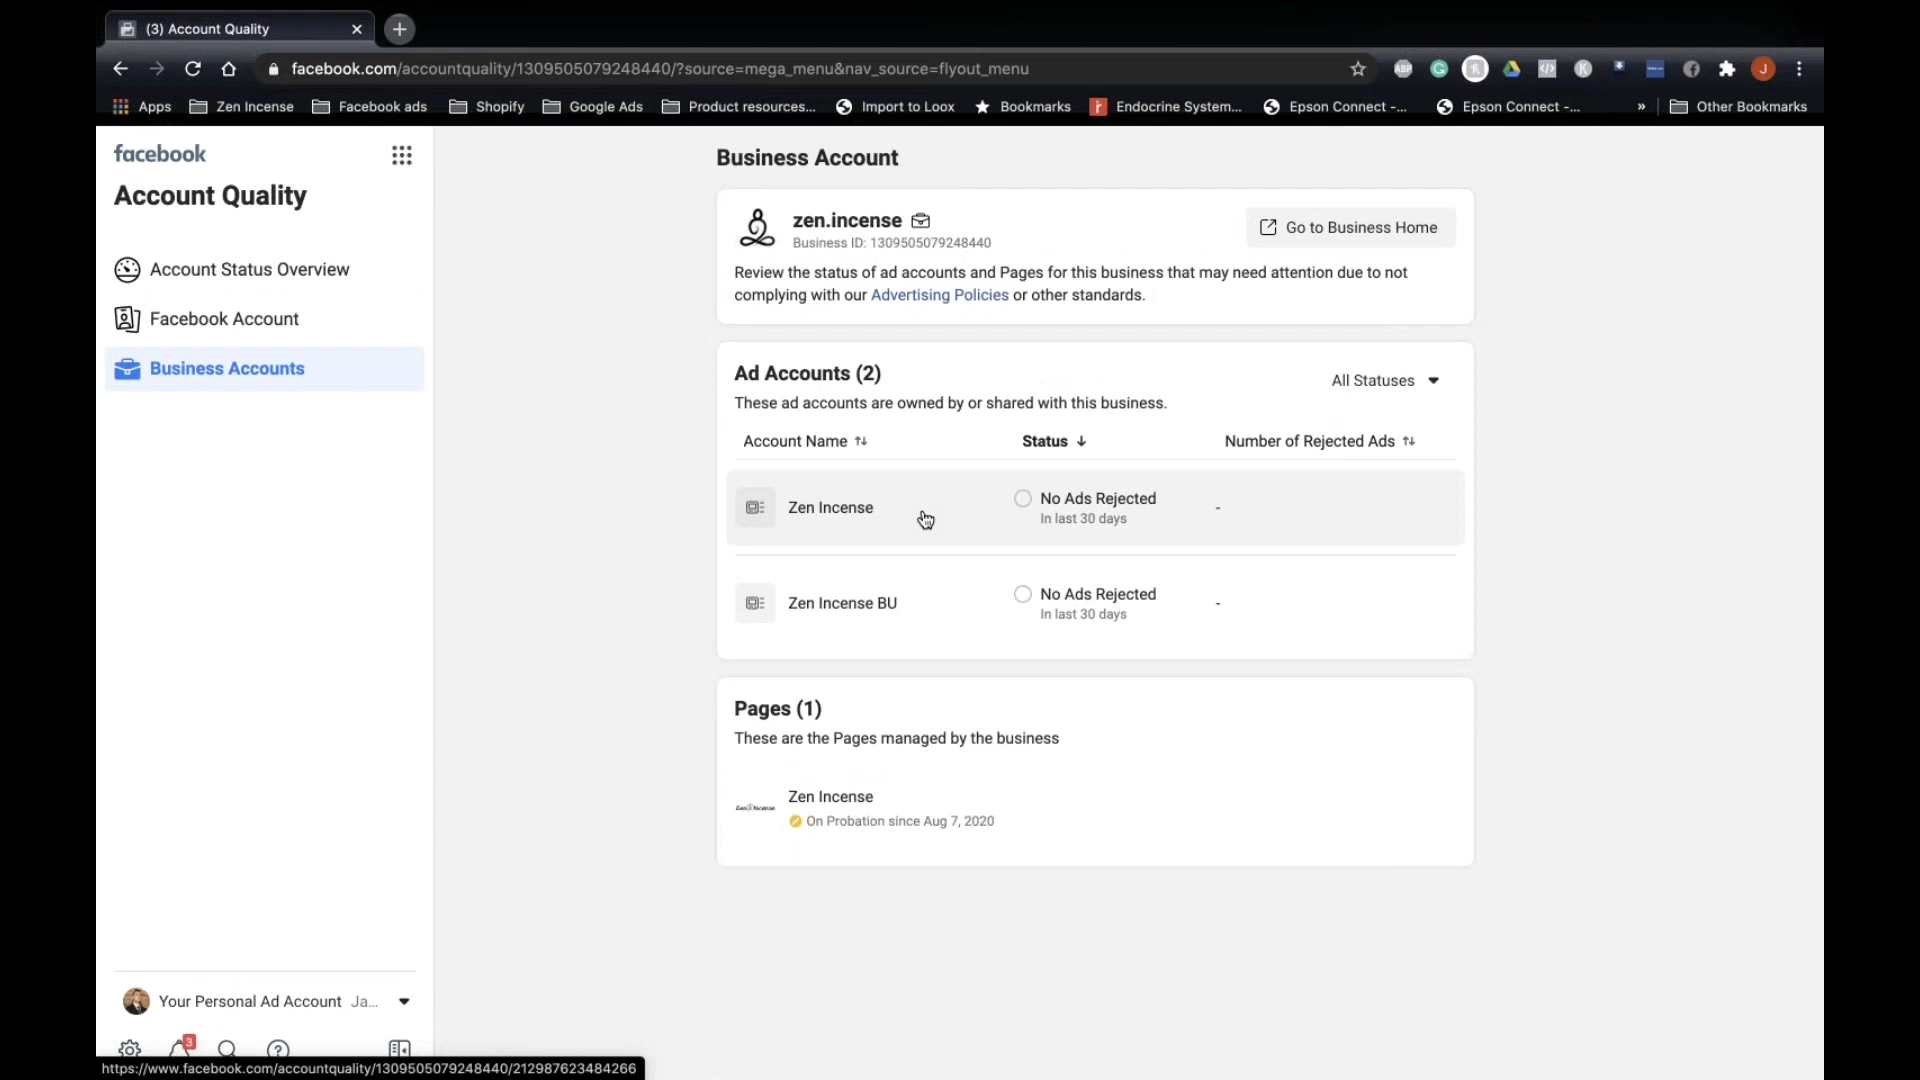 (3) Account Quality
facebook.com/accountquality/1309505079248440/?source=mega_menu&nav_source=flyout_menu
ABP
J
Apps
Zen Incense
Facebook ads
Shopify
Google Ads
Product resources...
Import to Loox
Bookmarks
Endocrine System...
Epson Connect -...
Epson Connect -...
»
Other Bookmarks
facebook
Account Quality
Account Status Overview
Facebook Account
Business Accounts
Business Account
zen.incense
Business ID: 1309505079248440
Go to Business Home
Review the status of ad accounts and Pages for this business that may need attention due to not
complying with our Advertising Policies or other standards.
Ad Accounts (2)
All Statuses
These ad accounts are owned by or shared with this business.
Account Name
Status
Number of Rejected Ads
Zen Incense
No Ads Rejected
In last 30 days
-
Zen Incense BU
No Ads Rejected
In last 30 days
-
Pages (1)
These are the Pages managed by the business
Zen Incense
Zen Incense
On Probation since Aug 7, 2020
Your Personal Ad Account Ja...
3
https://www.facebook.com/accountquality/1309505079248440/212987623484266